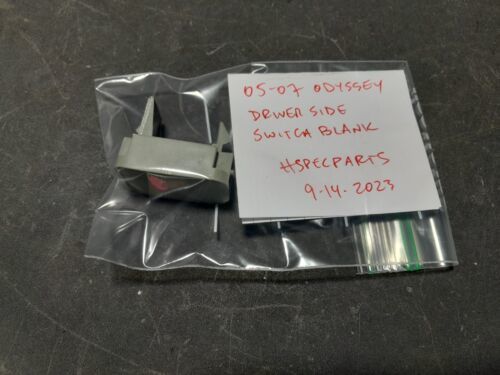 05-07 ODYSSEY
DRIVER SIDE
SWITCH BLANK
HSPECPARTS
9-14-2023